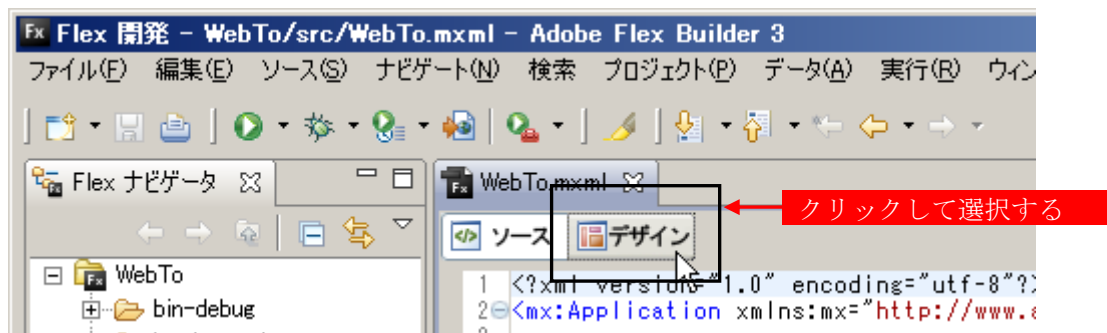 Fx Flex 開発 - WebTo/src/WebTo.mxml - Adobe Flex Builder 3
ファイル(F) 編集(E) ソース(S) ナビゲート(N) 検索 プロジェクト(P) データ(A) 実行(R) ウィン
Flex ナビゲータ
Fx WebTo.mxml
クリックして選択する
ソース デザイン
WebTo
1 <?xml version="1.0" encoding="utf-8"?>
bin-debug
2 <mx:Application xmlns:mx="http://www.a